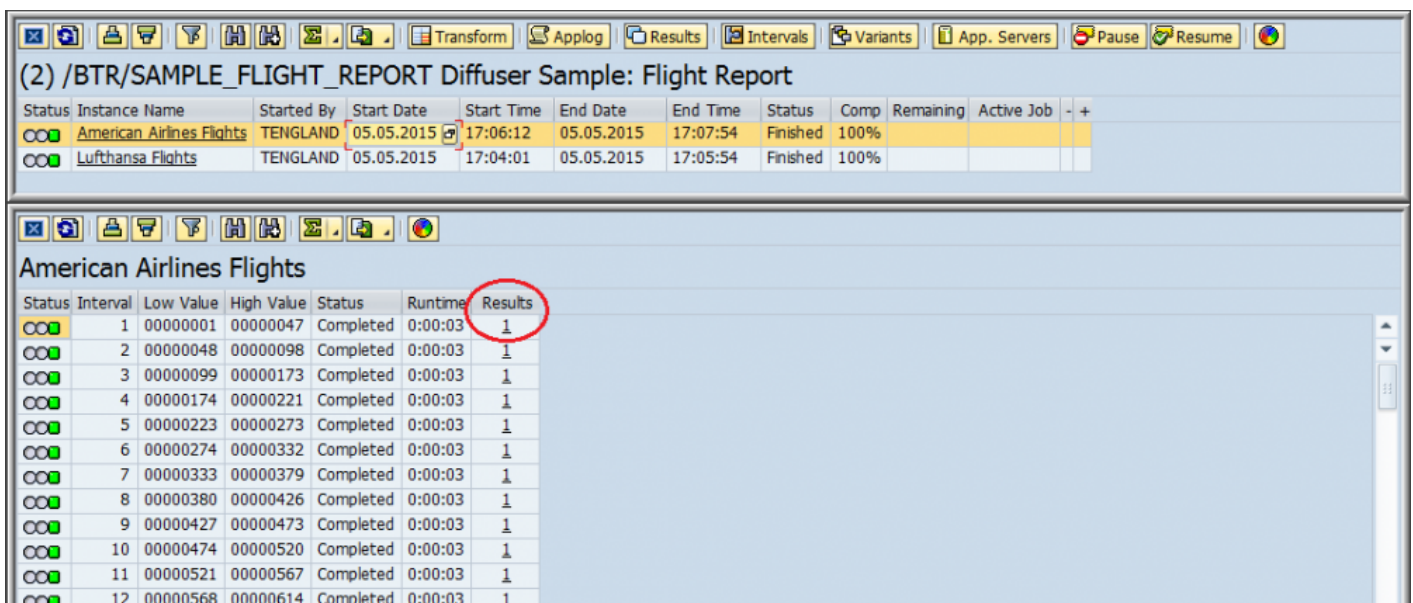 Transform Applog Results Intervals Variants App. Servers Pause Resume
(2) /BTR/SAMPLE_FLIGHT_REPORT Diffuser Sample: Flight Report
Status Instance Name Started By Start Date Start Time End Date End Time Status Comp Remaining Active Job - +
American Airlines Flights TENGLAND 05.05.2015 17:06:12 05.05.2015 17:07:54 Finished 100%
Lufthansa Flights TENGLAND 05.05.2015 17:04:01 05.05.2015 17:05:54 Finished 100%
American Airlines Flights
Status Interval Low Value High Value Status Runtime Results
1 00000001 00000047 Completed 0:00:03 1
2 00000048 00000098 Completed 0:00:03 1
3 00000099 00000173 Completed 0:00:03 1
4 00000174 00000221 Completed 0:00:03 1
5 00000223 00000273 Completed 0:00:03 1
6 00000274 00000332 Completed 0:00:03 1
7 00000333 00000379 Completed 0:00:03 1
8 00000380 00000426 Completed 0:00:03 1
9 00000427 00000473 Completed 0:00:03 1
10 00000474 00000520 Completed 0:00:03 1
11 00000521 00000567 Completed 0:00:03 1
12 00000568 00000614 Completed 0:00:03 1